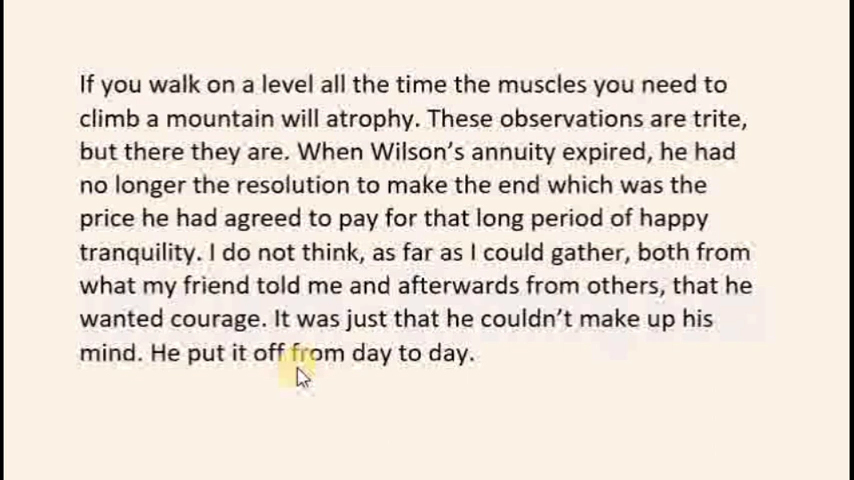 If you walk on a level all the time the muscles you need to
climb a mountain will atrophy. These observations are trite,
but there they are. When Wilson’s annuity expired, he had
no longer the resolution to make the end which was the
price he had agreed to pay for that long period of happy
tranquility. I do not think, as far as I could gather, both from
what my friend told me and afterwards from others, that he
wanted courage. It was just that he couldn’t make up his
mind. He put it off from day to day.